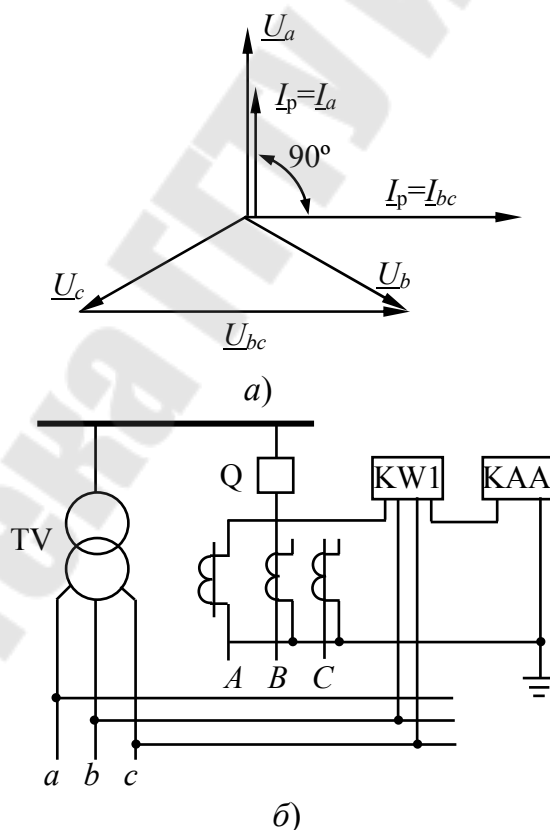 U_a
I_p=I_a
90º
I_p=I_bc
U_c
U_b
U_bc
а)
Q
KW1
KAA
TV
A B C
a b c
б)